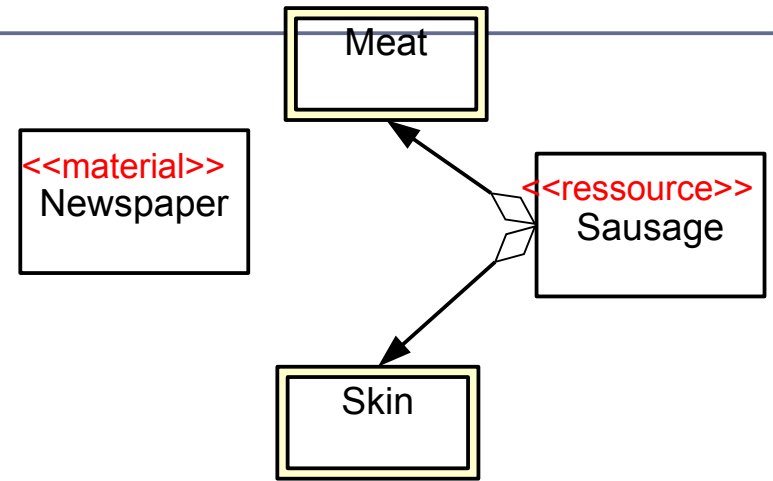 Meat
<<material>>
Newspaper
<<ressource>>
Sausage
Skin